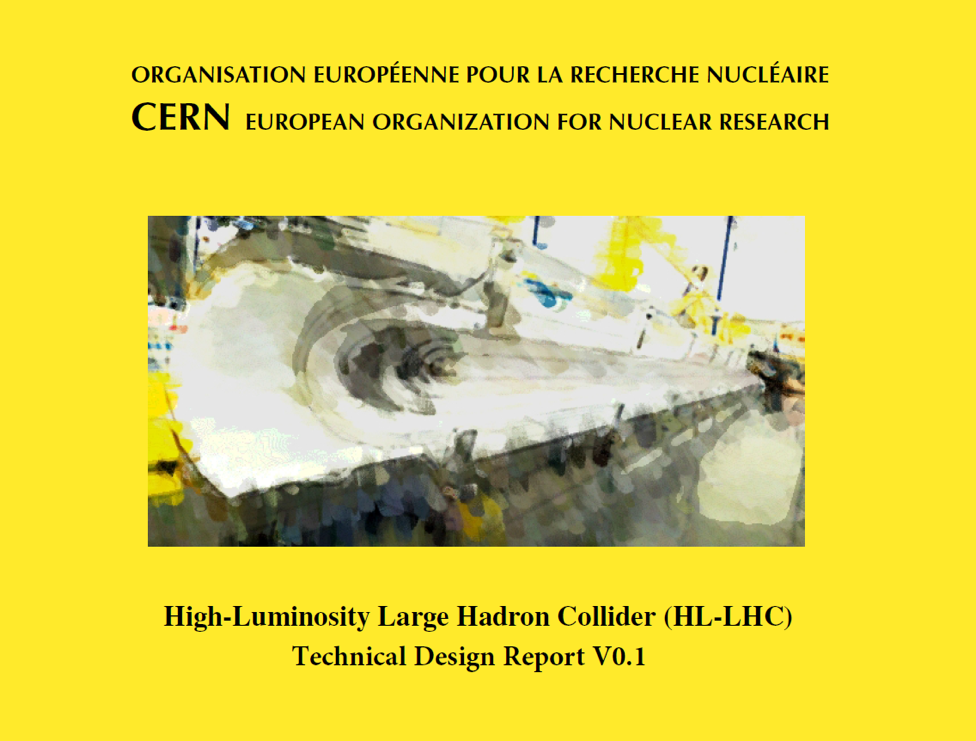 ORGANISATION EUROPÉENNE POUR LA RECHERCHE NUCLÉAIRE
CERN EUROPEAN ORGANIZATION FOR NUCLEAR RESEARCH
High-Luminosity Large Hadron Collider (HL-LHC)
Technical Design Report V0.1